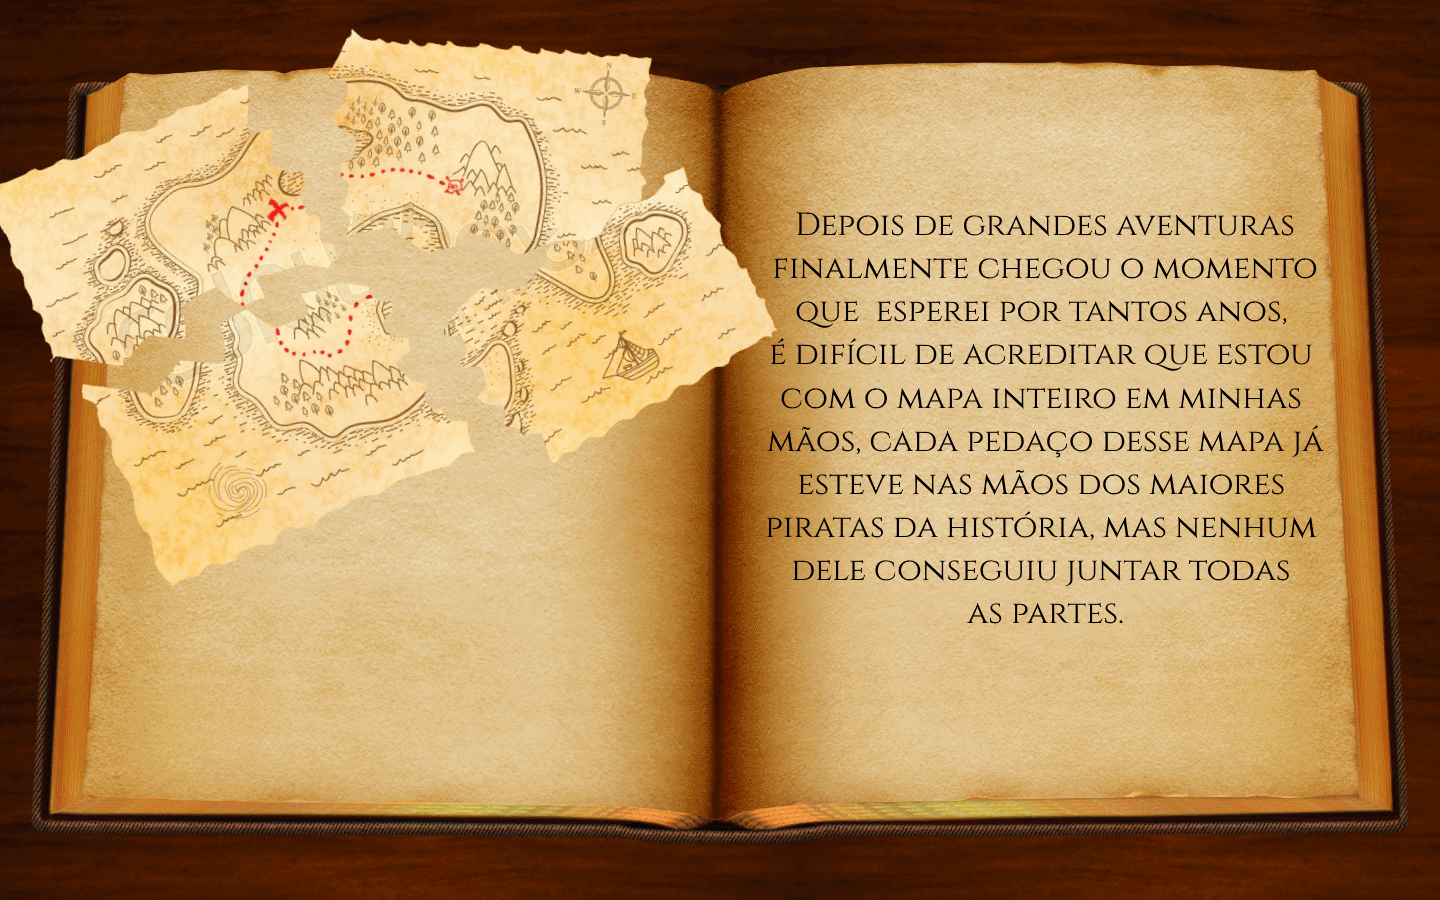 N
W E
S
Depois de grandes aventuras
finalmente chegou o momento
que esperei por tantos anos,
é difícil de acreditar que estou
com o mapa inteiro em minhas
mãos, cada pedaço desse mapa já
esteve nas mãos dos maiores
piratas da história, mas nenhum
dele conseguiu juntar todas
as partes.